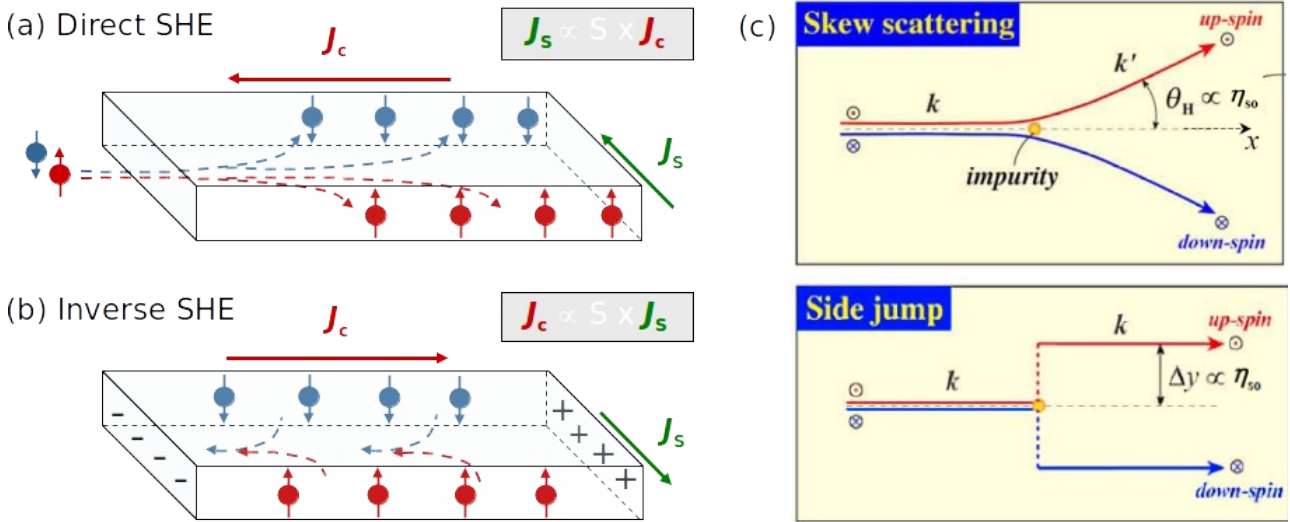 (a) Direct SHE
J_c
J_s ∝ S x J_c
J_s
(b) Inverse SHE
J_c
J_c ∝ S x J_s
- - - -
+ + + + +
J_s
(c)
Skew scattering
up-spin
k'
k
θ_H ∝ η_so
x
impurity
down-spin
Side jump
k
up-spin
k
Δy ∝ η_so
down-spin